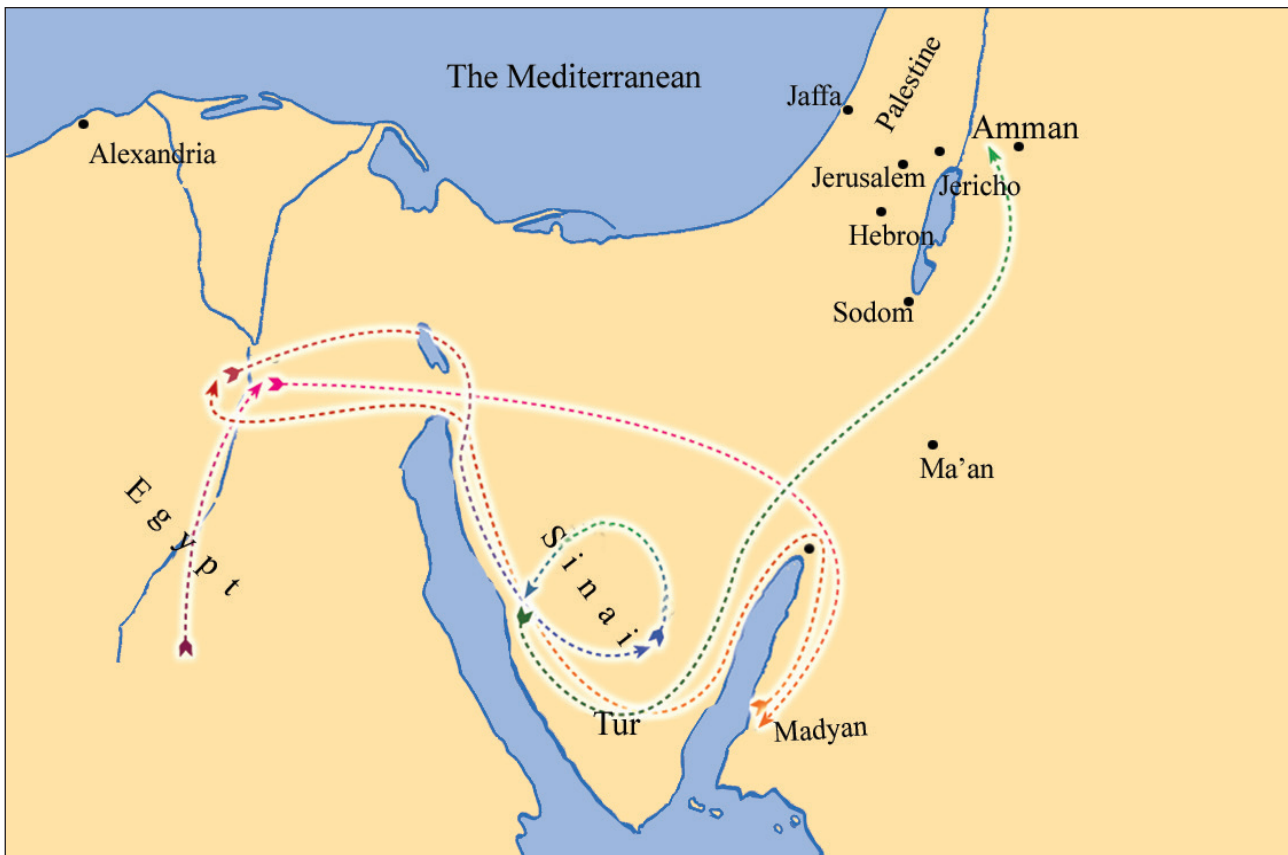 The Mediterranean
Palestine
Jaffa
Amman
Alexandria
Jerusalem
Jericho
Hebron
Sodom
Ma’an
Egypt
Sinai
Tur
Madyan